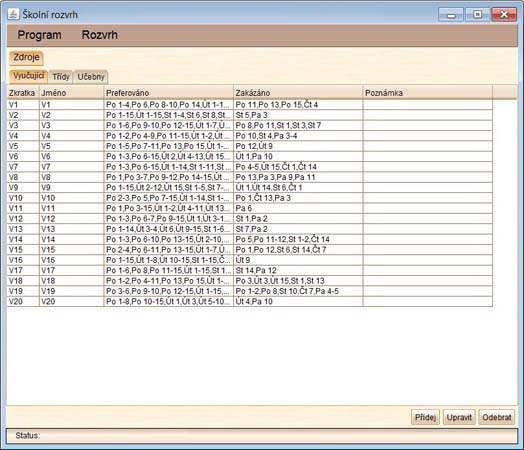 Školní rozvrh
Program Rozvrh
Zdroje
Vyučující Třídy Učebny
Zkratka Jméno Preferováno Zakázáno Poznámka
V1 V1 Po 1-4,Po 6,Po 8-10,Po 14,Út 1-1... Po 11,Po 13,Po 15,Čt 4
V2 V2 Po 1-15,Út 1-15,St 1-4,St 6,St 8,St... St 5,Pa 3
V3 V3 Po 1-6,Po 9-10,Po 12-15,Út 1-7,Ú... Po 8,Po 11,St 1,St 3,St 7
V4 V4 Po 1-2,Po 4-9,Po 11-15,Út 1-2,Út ... Po 10,St 4,Pa 3-4
V5 V5 Po 1-5,Po 7-11,Po 13,Po 15,Út 1-... Po 12,Út 9
V6 V6 Po 1-3,Po 6-15,Út 2,Út 4-13,Út 15... Út 1,Pa 10
V7 V7 Po 1-3,Po 6-15,Út 1-14,St 1-11,St ... Po 4-5,Út 15,Čt 1,Čt 14
V8 V8 Po 1,Po 3-7,Po 9-12,Po 14-15,Út ... Po 13,Pa 3,Pa 9,Pa 11
V9 V9 Po 1-15,Út 2-12,Út 15,St 1-5,St 7-... Út 1,Út 14,St 6,Čt 1
V10 V10 Po 2-3,Po 5,Po 7-15,Út 1-14,St 1-... Po 1,Čt 13,Pa 3
V11 V11 Po 1,Po 3-15,Út 1-2,Út 4-11,Út 13... Pa 6
V12 V12 Po 1-3,Po 6-7,Po 9-15,Út 1,Út 3-1... St 1,Pa 2
V13 V13 Po 1-14,Út 3-4,Út 6,Út 9-15,St 1-6... St 7,Pa 2
V14 V14 Po 1-3,Po 6-10,Po 13-15,Út 2-10,... Po 5,Po 11-12,St 1-2,Čt 14
V15 V15 Po 2-4,Po 6-11,Po 13-15,Út 1-7,Ú... Po 1,Po 12,St 6,St 14,Čt 7
V16 V16 Po 1-15,Út 1-8,Út 10-15,St 1-15,Č... Út 9
V17 V17 Po 1-6,Po 8,Po 11-15,Út 1-15,St 1... St 14,Pa 12
V18 V18 Po 1-2,Po 4-11,Po 13,Po 15,Út 1-... Po 3,Út 3,Út 15,St 1,St 13
V19 V19 Po 3-6,Po 9-10,Po 12-15,Út 1-15,... Po 1-2,Po 8,St 10,Čt 7,Pa 4-5
V20 V20 Po 1-8,Po 10-15,Út 1,Út 3,Út 5-10... Út 4,Pa 10
Přidej Upravit Odebrat
Status: